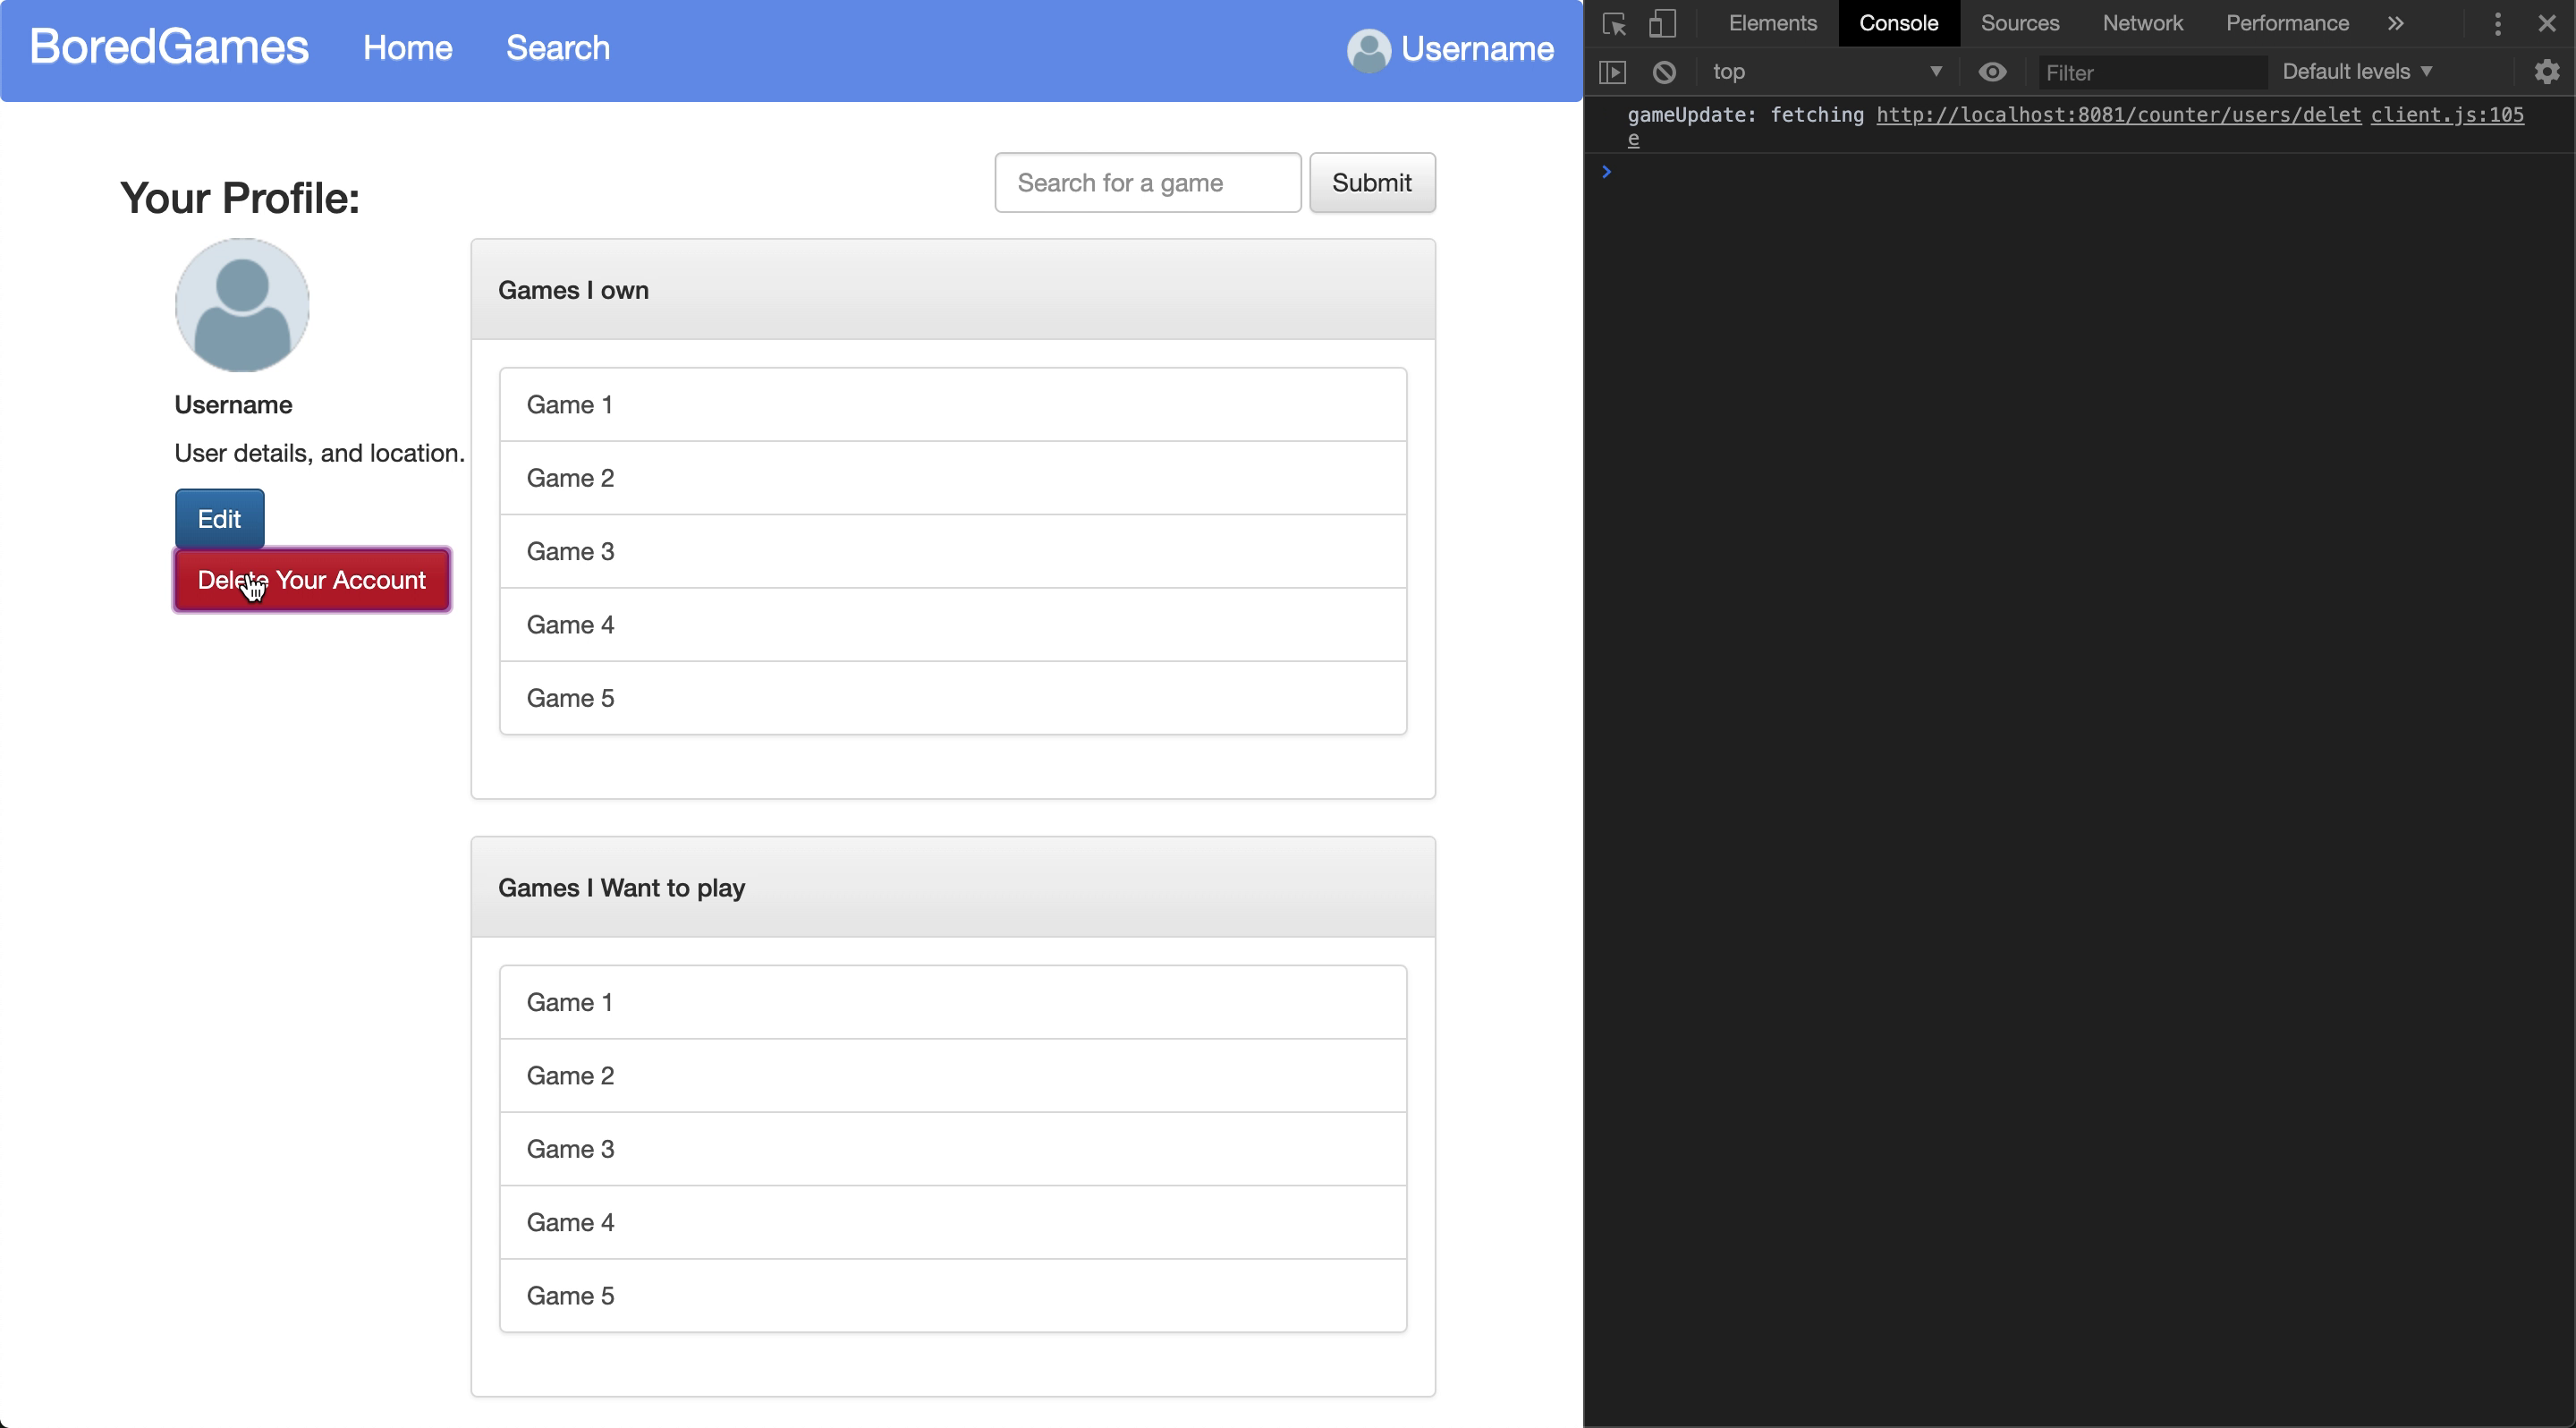 BoredGames Home Search Username
Your Profile:
Search for a game Submit
Username
User details, and location.
Edit
Delete Your Account
Games I own
Game 1
Game 2
Game 3
Game 4
Game 5
Games I Want to play
Game 1
Game 2
Game 3
Game 4
Game 5
Elements Console Sources Network Performance »
top Filter Default levels
gameUpdate: fetching http://localhost:8081/counter/users/delet client.js:105
e